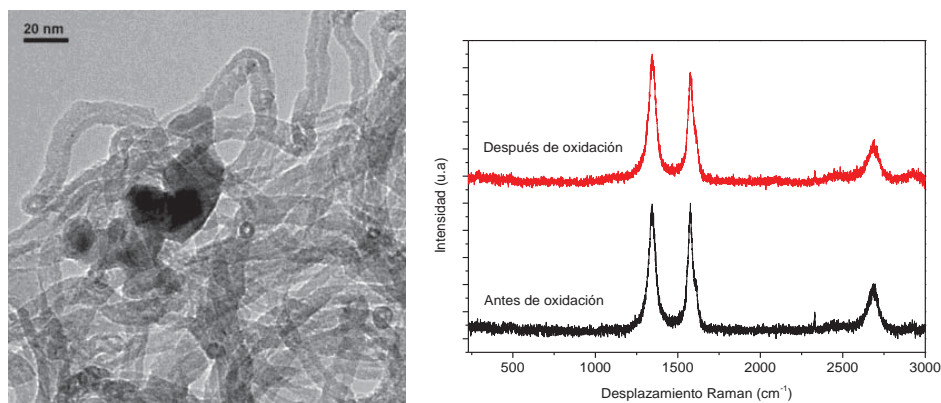 20 nm
Después de oxidación
Antes de oxidación
Intensidad (u.a)
500 1000 1500 2000 2500 3000
Desplazamiento Raman (cm⁻¹)